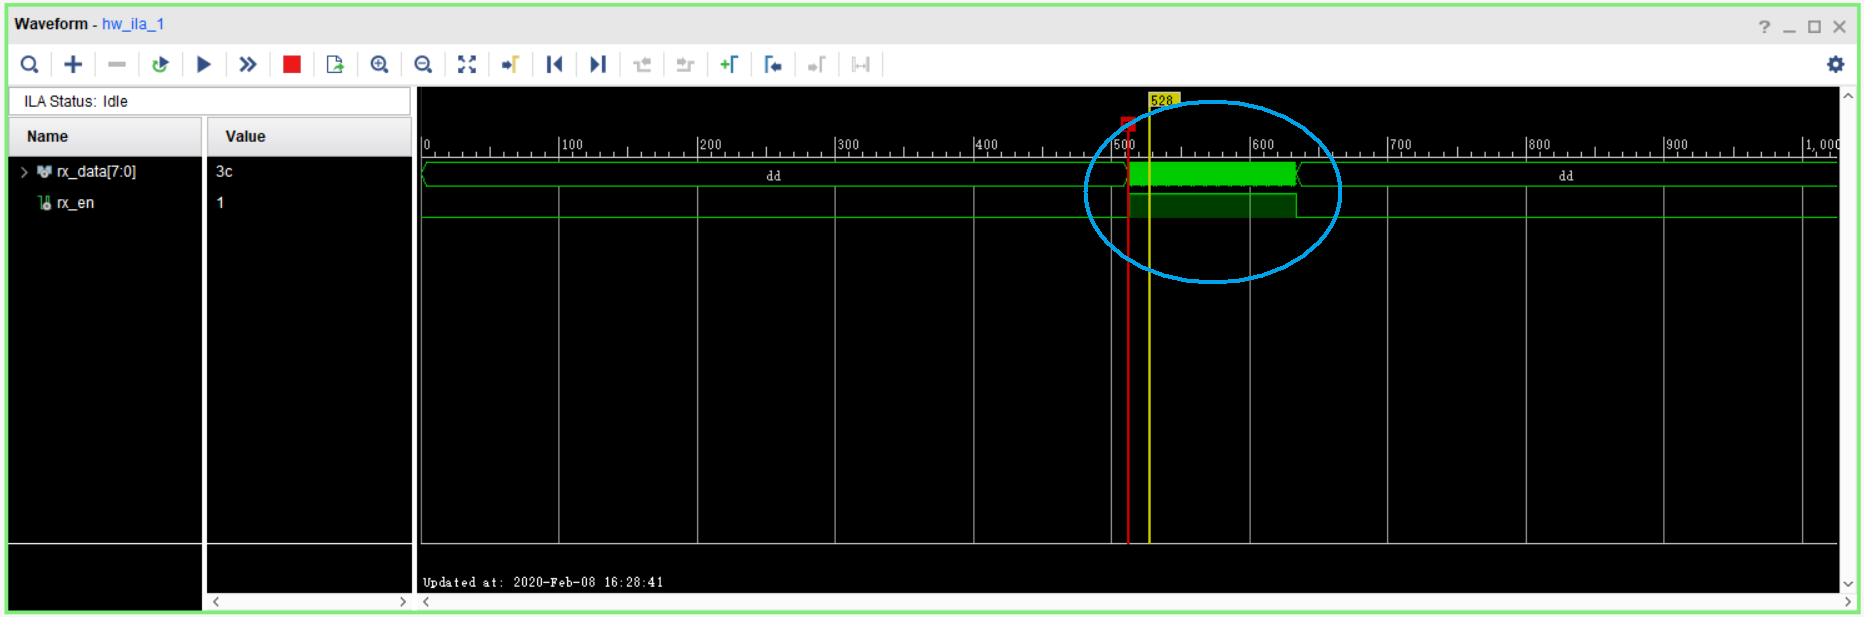 Waveform - hw_ila_1
ILA Status: Idle
Name
Value
528
0
100
200
300
400
500
600
700
800
900
1,000
rx_data[7:0]
3c
dd
dd
rx_en
1
Updated at: 2020-Feb-08 16:28:41